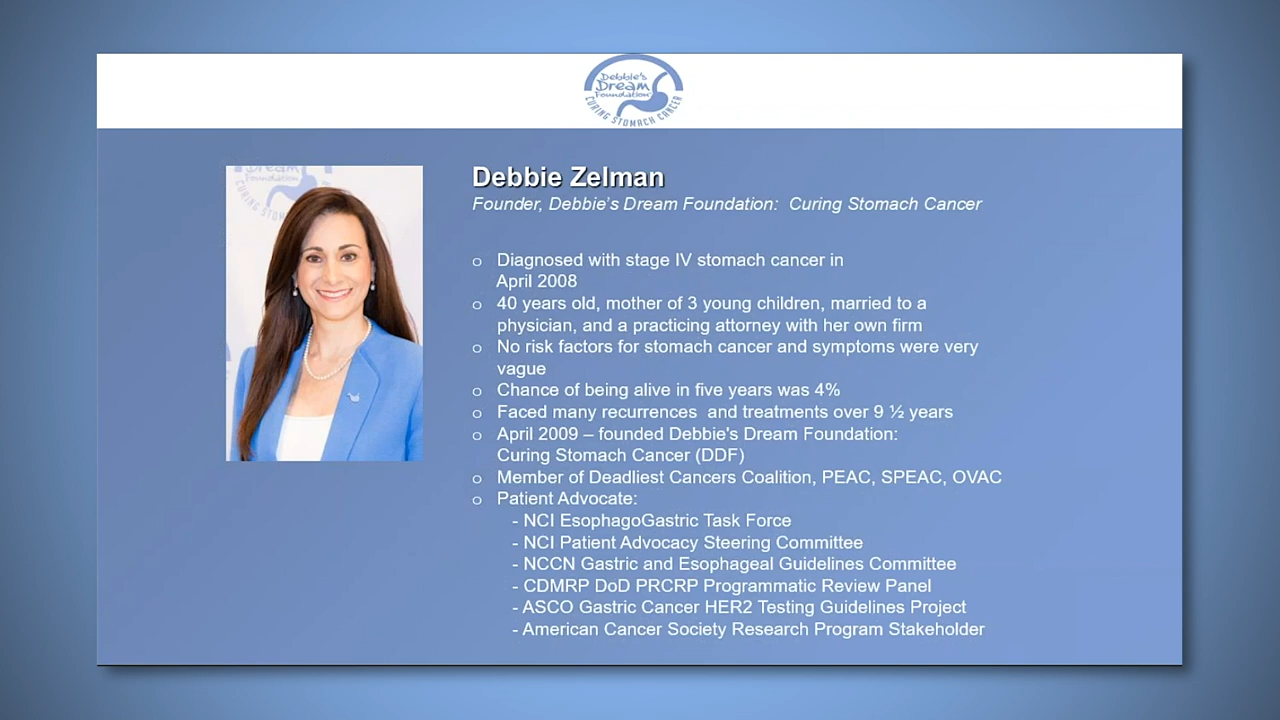 Debbie's
Dream
Foundation
CURING STOMACH CANCER
Dream
Foundation
CURING STOM
Debbie Zelman
Founder, Debbie’s Dream Foundation: Curing Stomach Cancer
o Diagnosed with stage IV stomach cancer in
April 2008
o 40 years old, mother of 3 young children, married to a
physician, and a practicing attorney with her own firm
o No risk factors for stomach cancer and symptoms were very
vague
o Chance of being alive in five years was 4%
o Faced many recurrences and treatments over 9 ½ years
o April 2009 – founded Debbie's Dream Foundation:
Curing Stomach Cancer (DDF)
o Member of Deadliest Cancers Coalition, PEAC, SPEAC, OVAC
o Patient Advocate:
- NCI EsophagoGastric Task Force
- NCI Patient Advocacy Steering Committee
- NCCN Gastric and Esophageal Guidelines Committee
- CDMRP DoD PRCRP Programmatic Review Panel
- ASCO Gastric Cancer HER2 Testing Guidelines Project
- American Cancer Society Research Program Stakeholder